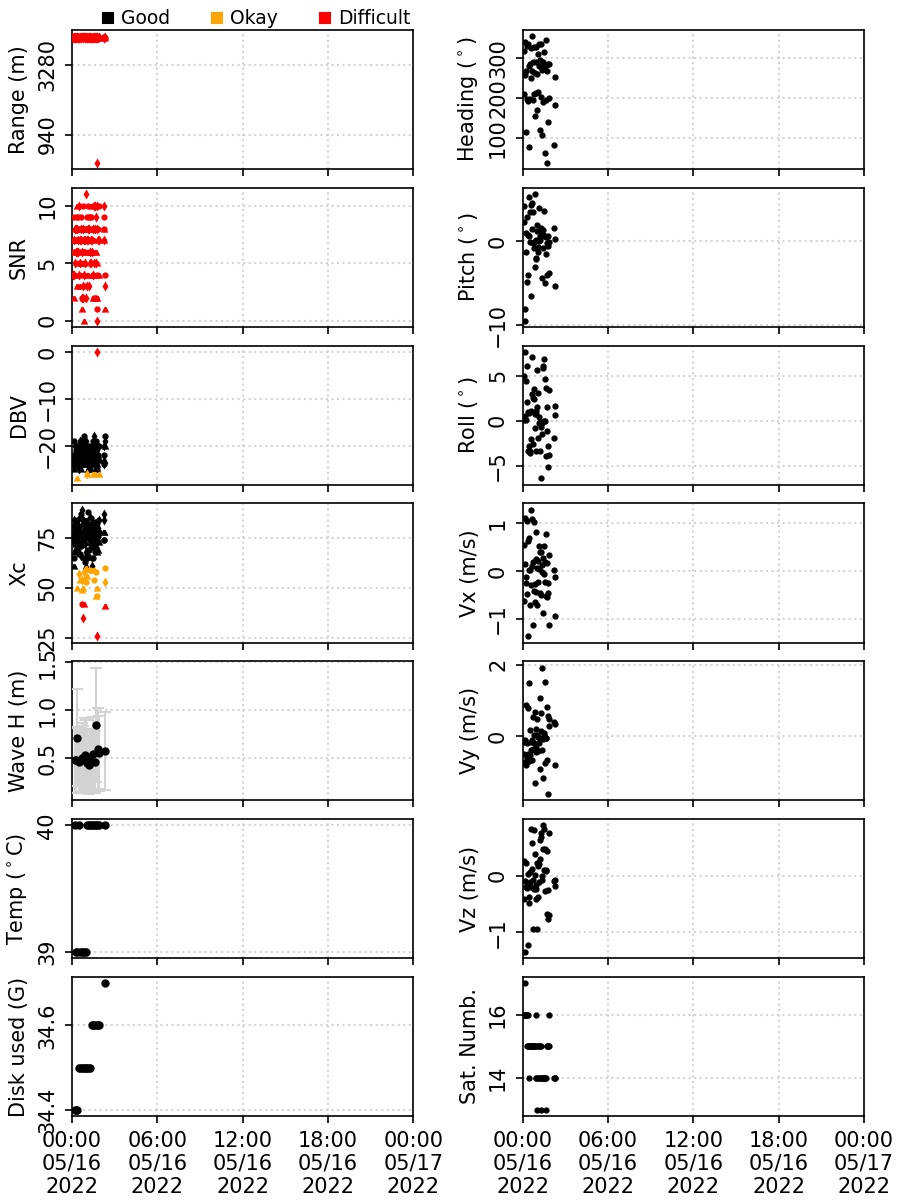 Good Okay Difficult
Range (m)
3280
940
Heading (°)
300
200
100
SNR
10
5
0
Pitch (°)
0
−10
DBV
0
−10
−20
Roll (°)
5
0
−5
Xc
75
50
25
Vx (m/s)
1
0
−1
Wave H (m)
1.5
1.0
0.5
Vy (m/s)
2
0
Temp (°C)
40
39
Vz (m/s)
0
−1
Disk used (G)
34.6
34.4
Sat. Numb.
16
14
00:00 06:00 12:00 18:00 00:00
05/16 05/16 05/16 05/16 05/17
2022 2022 2022 2022 2022
00:00 06:00 12:00 18:00 00:00
05/16 05/16 05/16 05/16 05/17
2022 2022 2022 2022 2022